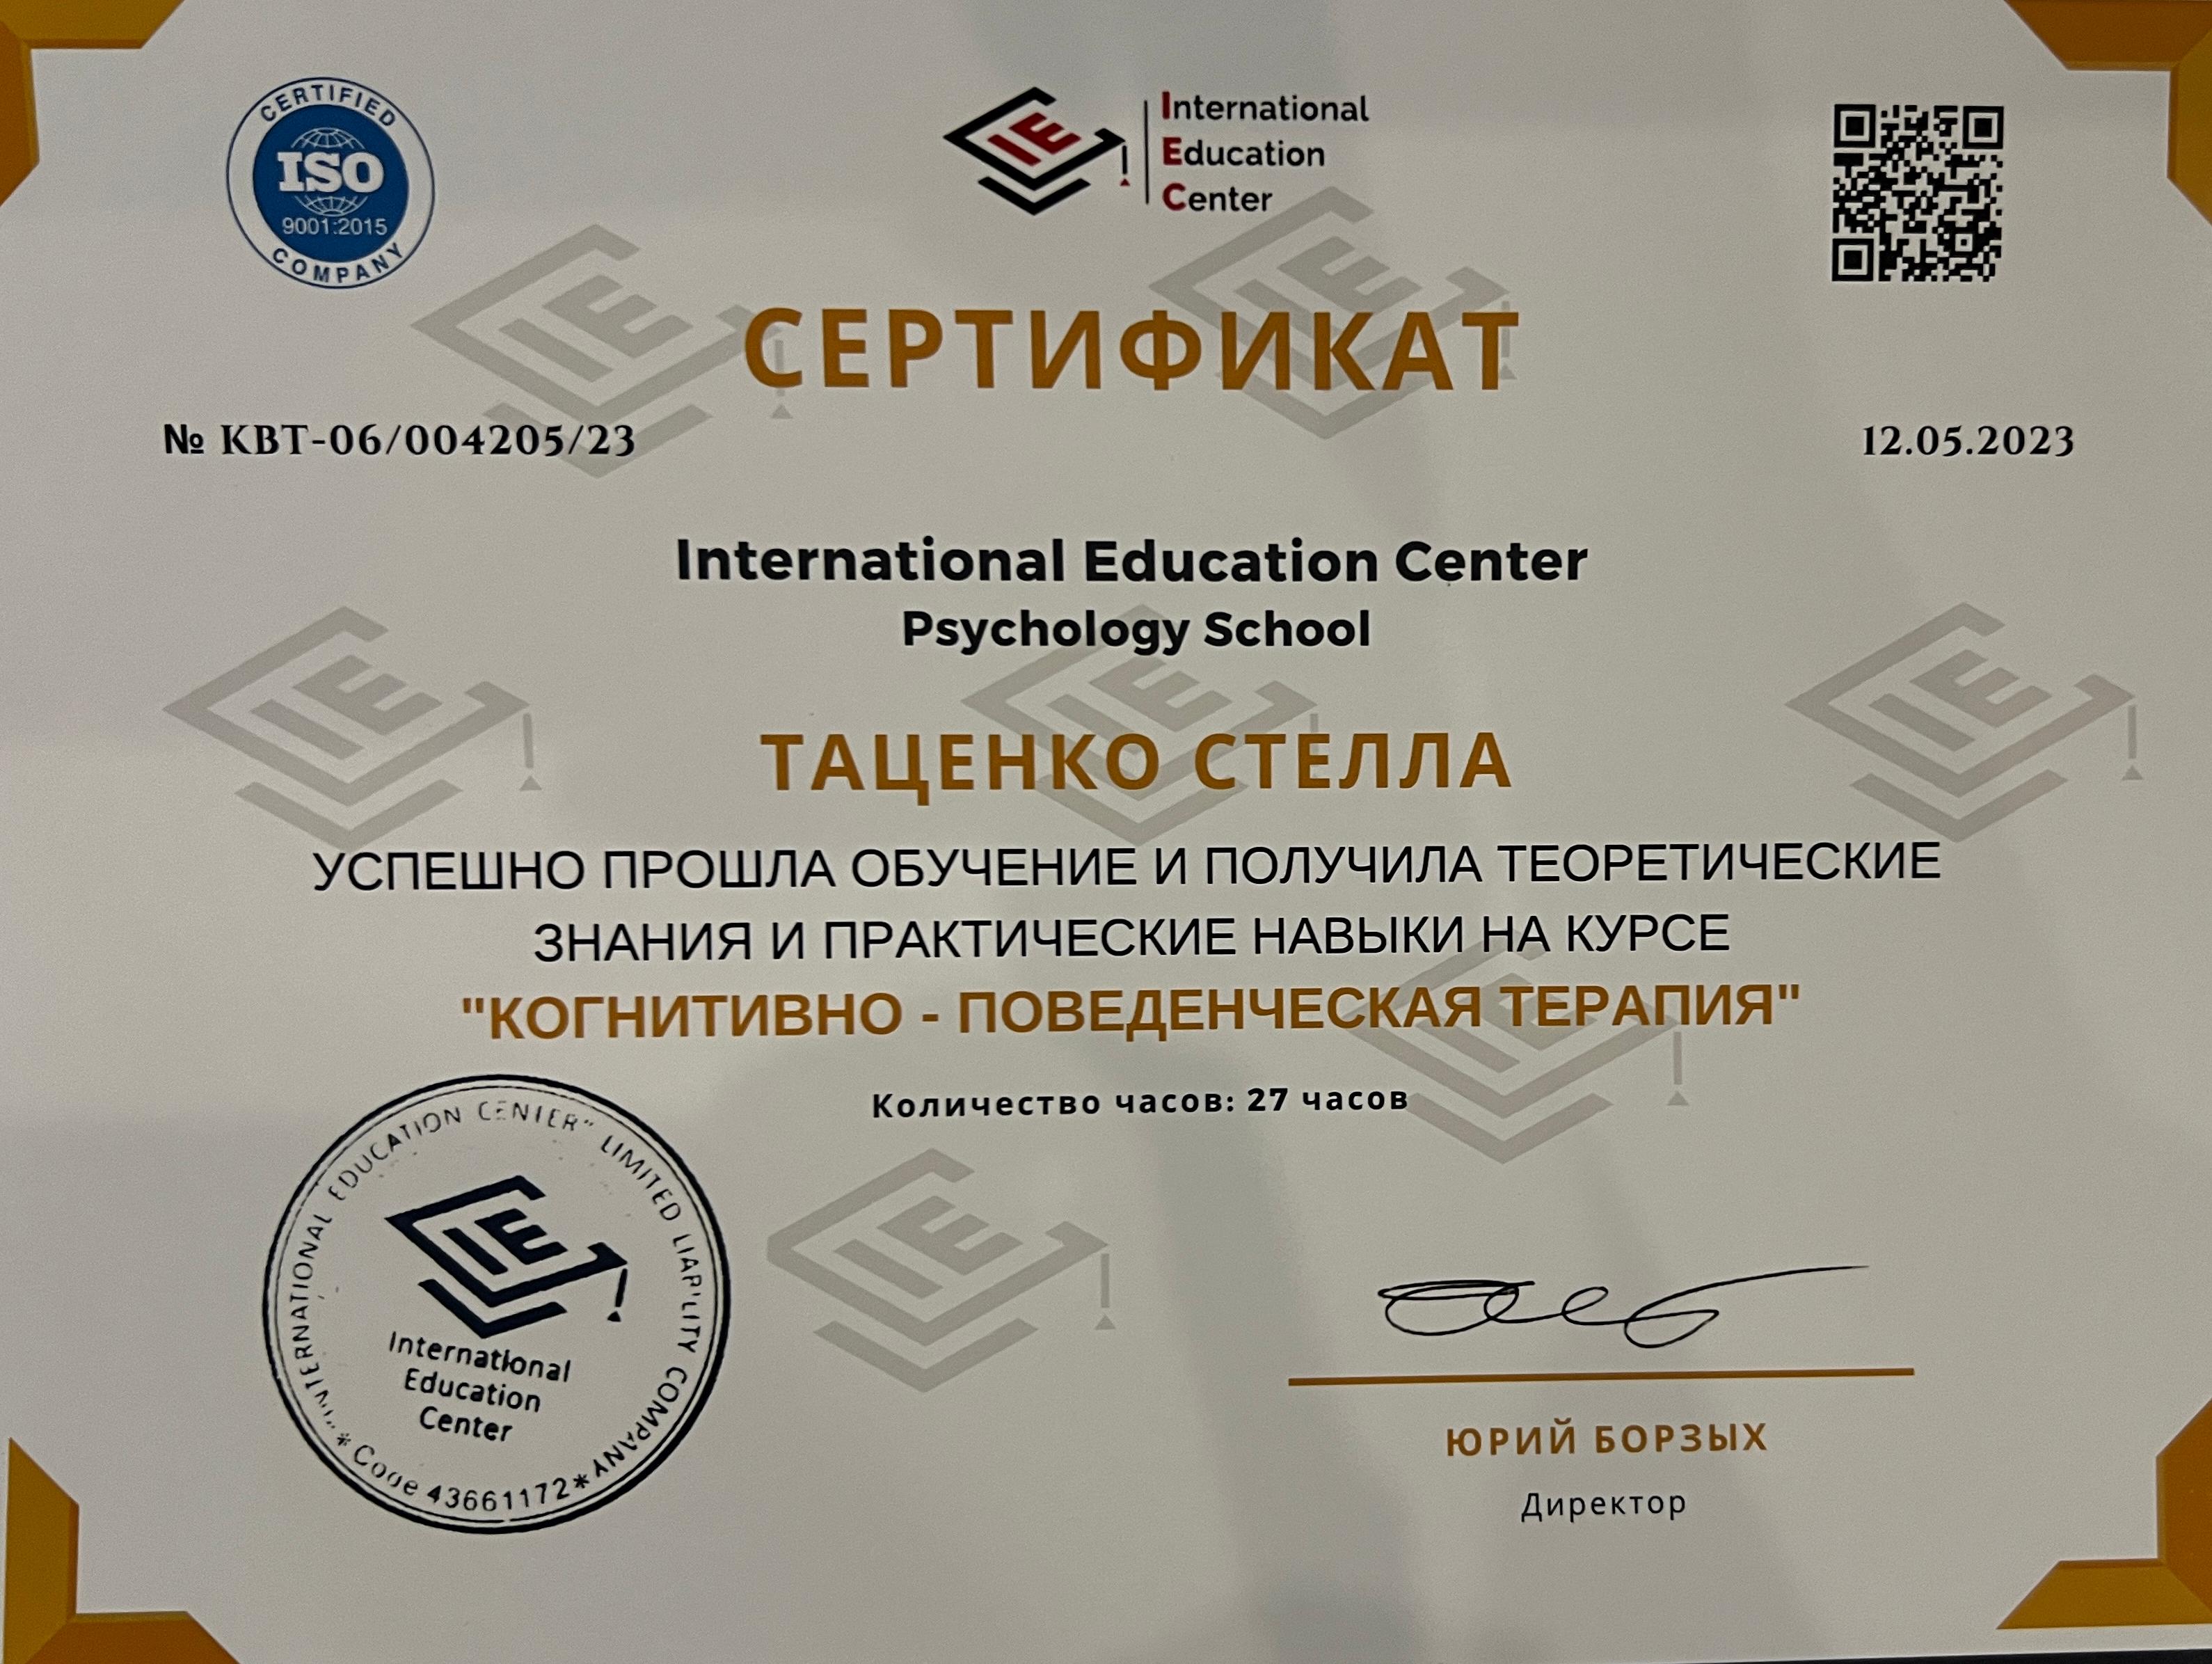 CERTIFIED
ISO
9001:2015
COMPANY
International
Education
Center
СЕРТИФИКАТ
№ KBT-06/004205/23
12.05.2023
International Education Center
Psychology School
ТАЦЕНКО СТЕЛЛА
УСПЕШНО ПРОШЛА ОБУЧЕНИЕ И ПОЛУЧИЛА ТЕОРЕТИЧЕСКИЕ
ЗНАНИЯ И ПРАКТИЧЕСКИЕ НАВЫКИ НА КУРСЕ
"КОГНИТИВНО - ПОВЕДЕНЧЕСКАЯ ТЕРАПИЯ"
Количество часов: 27 часов
INTERNATIONAL EDUCATION CENTER" LIMITED LIABILITY COMPANY
* Code 43661172 *
International
Education
Center
ЮРИЙ БОРЗЫХ
Директор